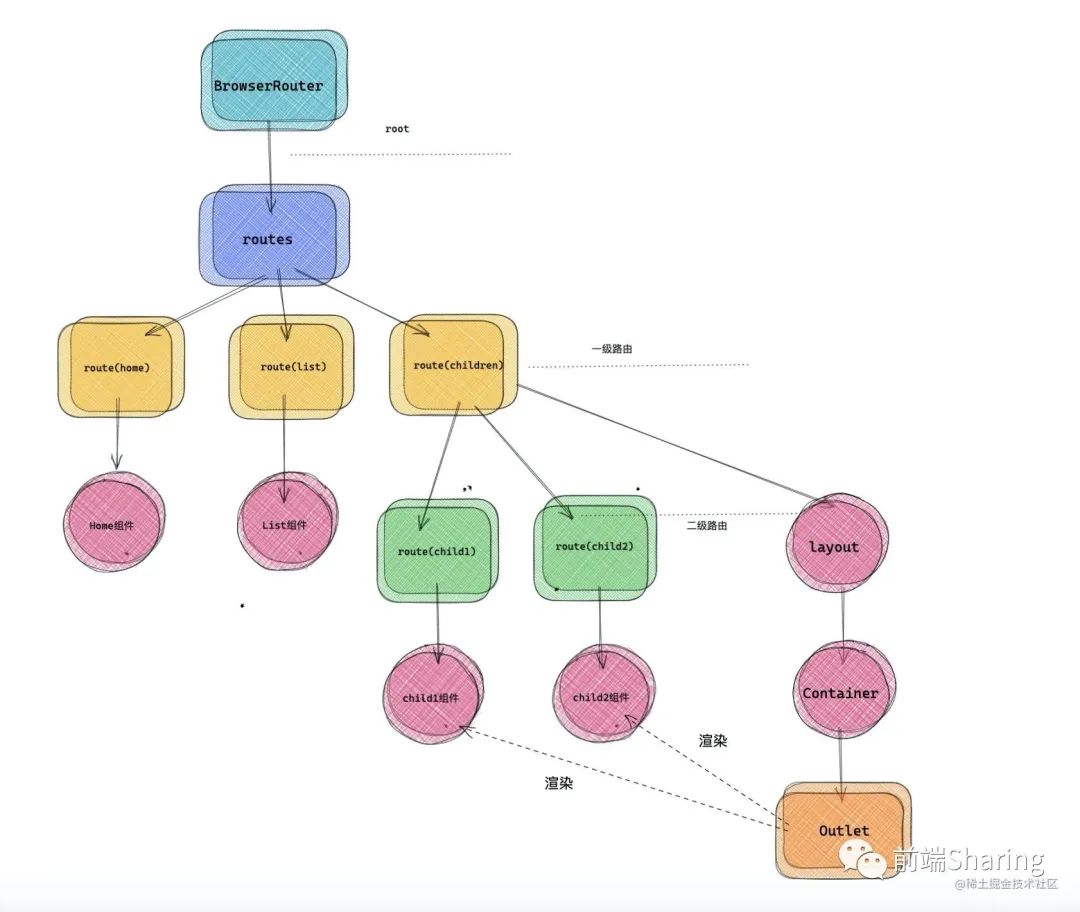 BrowserRouter
root
routes
一级路由
route(home)
route(list)
route(children)
Home组件
List组件
二级路由
route(child1)
route(child2)
layout
child1组件
child2组件
Container
渲染
渲染
Outlet
前端Sharing
@稀土掘金技术社区